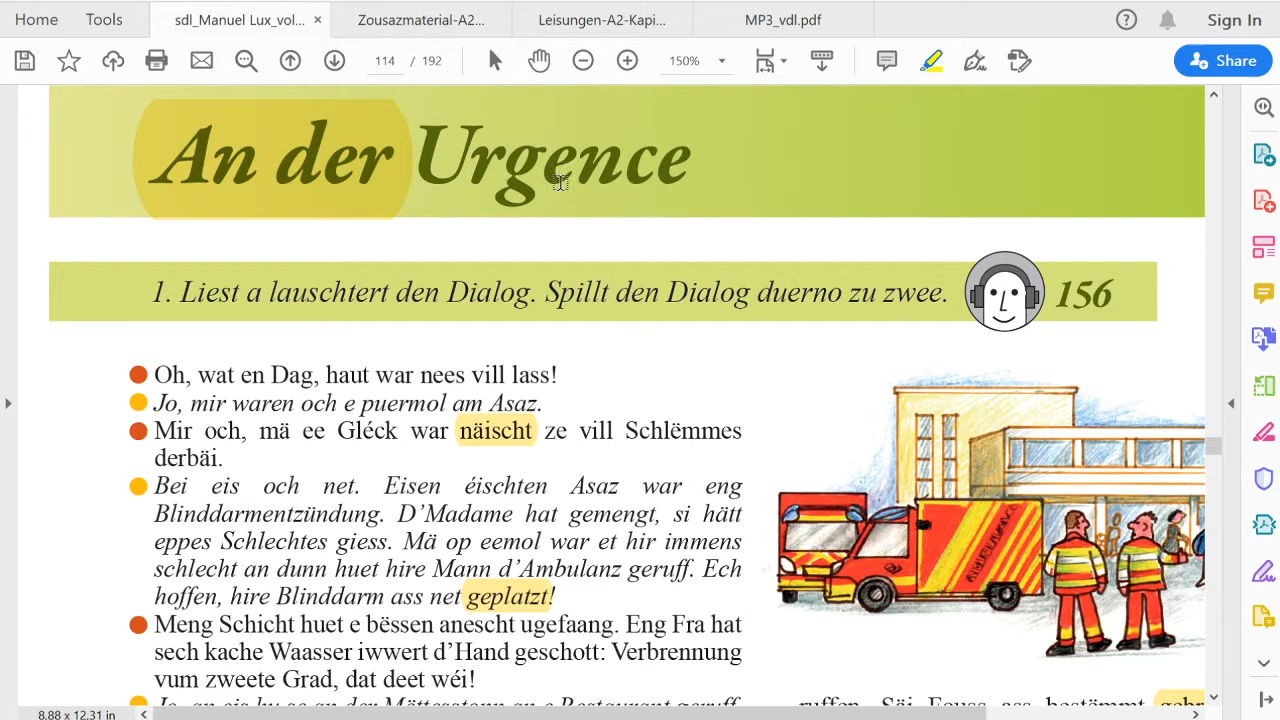 Home Tools sdl_Manuel Lux_vol... × Zousazmaterial-A2... Leisungen-A2-Kapi... MP3_vdl.pdf Sign In
114 / 192 150% Share
An der Urgence
1. Liest a lauschtert den Dialog. Spillt den Dialog duerno zu zwee. 156
Oh, wat en Dag, haut war nees vill lass!
Jo, mir waren och e puermol am Asaz.
Mir och, mä ee Gléck war näischt ze vill Schlëmmes
derbäi.
Bei eis och net. Eisen éischten Asaz war eng
Blinddarmentzündung. D'Madame hat gemengt, si hätt
eppes Schlechtes giess. Mä op eemol war et hir immens
schlecht an dunn huet hire Mann d'Ambulanz geruff. Ech
hoffen, hire Blinddarm ass net geplatzt!
Meng Schicht huet e bëssen anescht ugefaang. Eng Fra hat
sech kache Waasser iwwert d'Hand geschott: Verbrennung
vum zweete Grad, dat deet wéi!
AMBULANCE
8.88 x 12.31 in